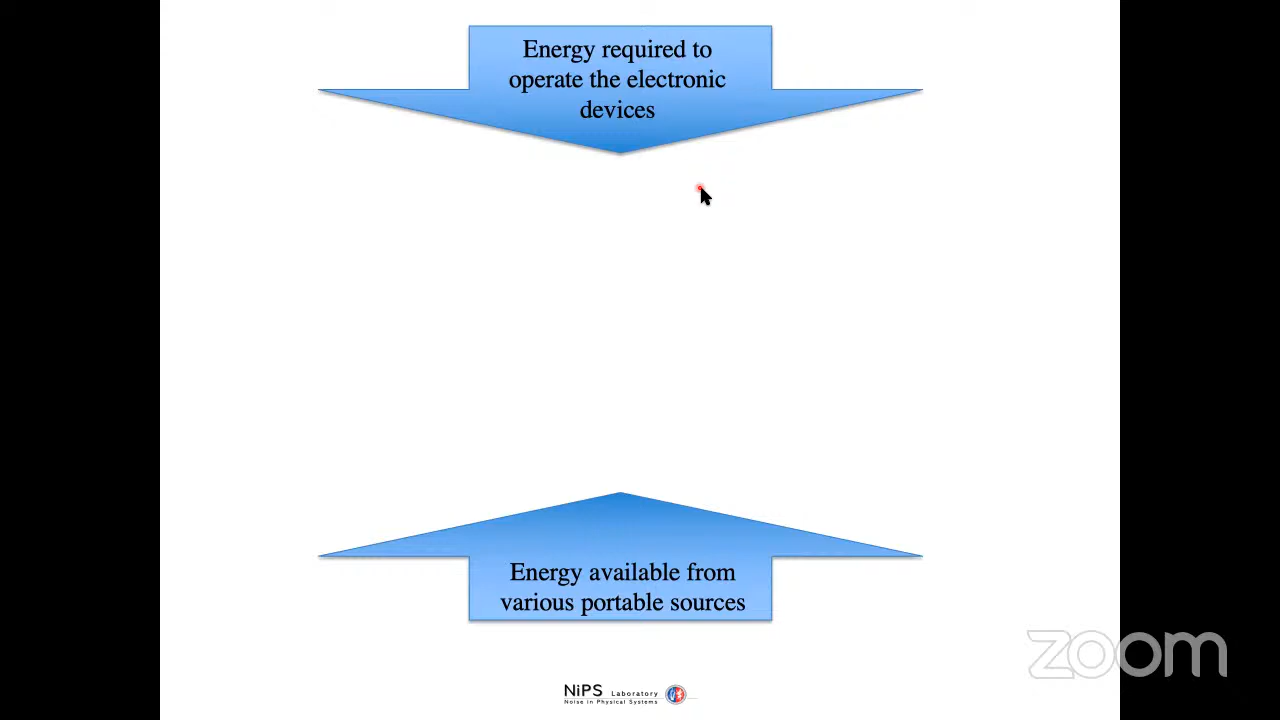 Energy required to
operate the electronic
devices
Energy available from
various portable sources
NiPS Laboratory
Noise in Physical Systems
zoom